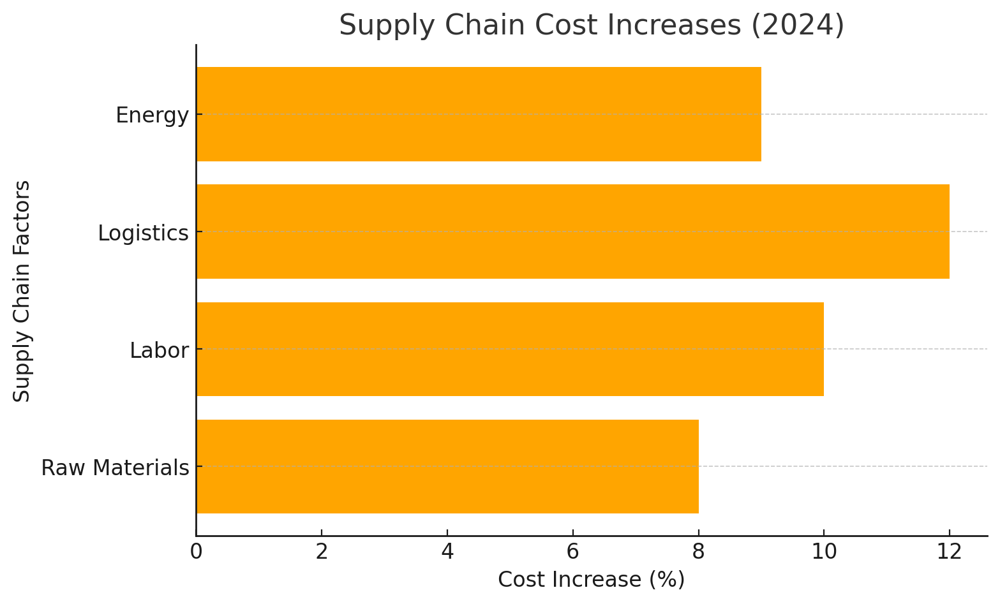 Supply Chain Cost Increases (2024)
Supply Chain Factors
Energy
Logistics
Labor
Raw Materials
0 2 4 6 8 10 12
Cost Increase (%)